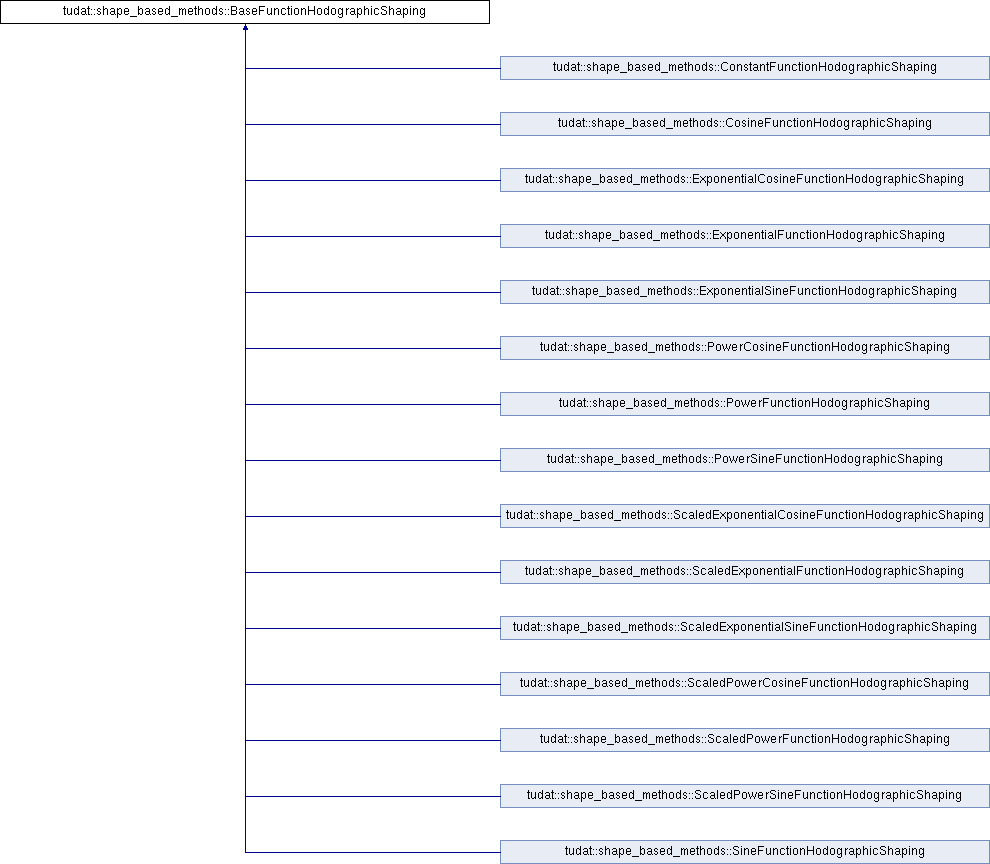 tudat::shape_based_methods::BaseFunctionHodographicShaping
tudat::shape_based_methods::ConstantFunctionHodographicShaping
tudat::shape_based_methods::CosineFunctionHodographicShaping
tudat::shape_based_methods::ExponentialCosineFunctionHodographicShaping
tudat::shape_based_methods::ExponentialFunctionHodographicShaping
tudat::shape_based_methods::ExponentialSineFunctionHodographicShaping
tudat::shape_based_methods::PowerCosineFunctionHodographicShaping
tudat::shape_based_methods::PowerFunctionHodographicShaping
tudat::shape_based_methods::PowerSineFunctionHodographicShaping
tudat::shape_based_methods::ScaledExponentialCosineFunctionHodographicShaping
tudat::shape_based_methods::ScaledExponentialFunctionHodographicShaping
tudat::shape_based_methods::ScaledExponentialSineFunctionHodographicShaping
tudat::shape_based_methods::ScaledPowerCosineFunctionHodographicShaping
tudat::shape_based_methods::ScaledPowerFunctionHodographicShaping
tudat::shape_based_methods::ScaledPowerSineFunctionHodographicShaping
tudat::shape_based_methods::SineFunctionHodographicShaping